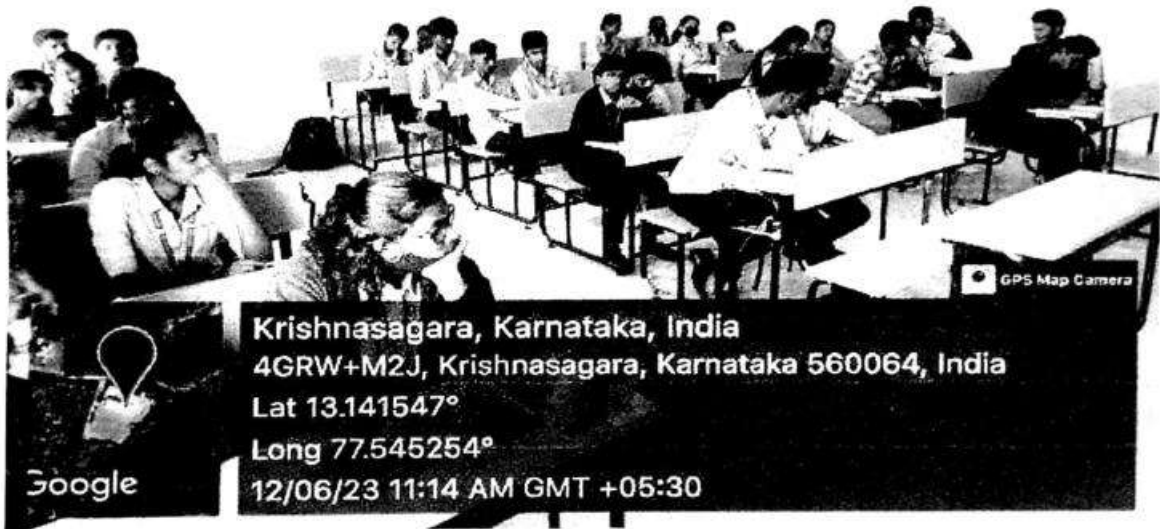 GPS Map Camera
Krishnasagara, Karnataka, India
4GRW+M2J, Krishnasagara, Karnataka 560064, India
Lat 13.141547°
Long 77.545254°
12/06/23 11:14 AM GMT +05:30
Google